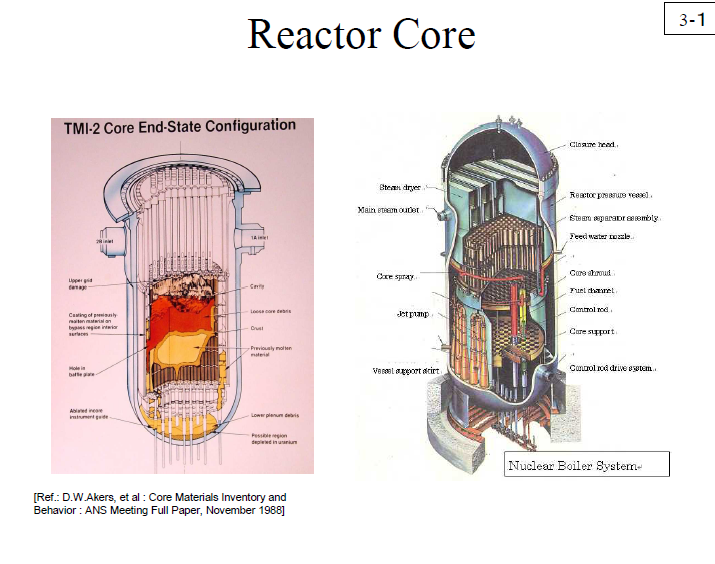 3-1
Reactor Core
TMI-2 Core End-State Configuration
2B inlet
1A inlet
Upper grid
damage
Cavity
Coating of previously
molten material on
bypass region interior
surfaces
Loose core debris
Crust
Previously molten
material
Hole in
baffle plate
Ablated incore
instrument guide
Lower plenum debris
Possible region
depleted in uranium
Closure head
Steam dryer
Reactor pressure vessel
Main steam outlet
Steam separator assembly
Feed water nozzle
Core spray
Core shroud
Fuel channel
Jet pump
Control rod
Core support
Vessel support skirt
Control rod drive system
Nuclear Boiler System
[Ref.: D.W.Akers, et al : Core Materials Inventory and
Behavior : ANS Meeting Full Paper, November 1988]